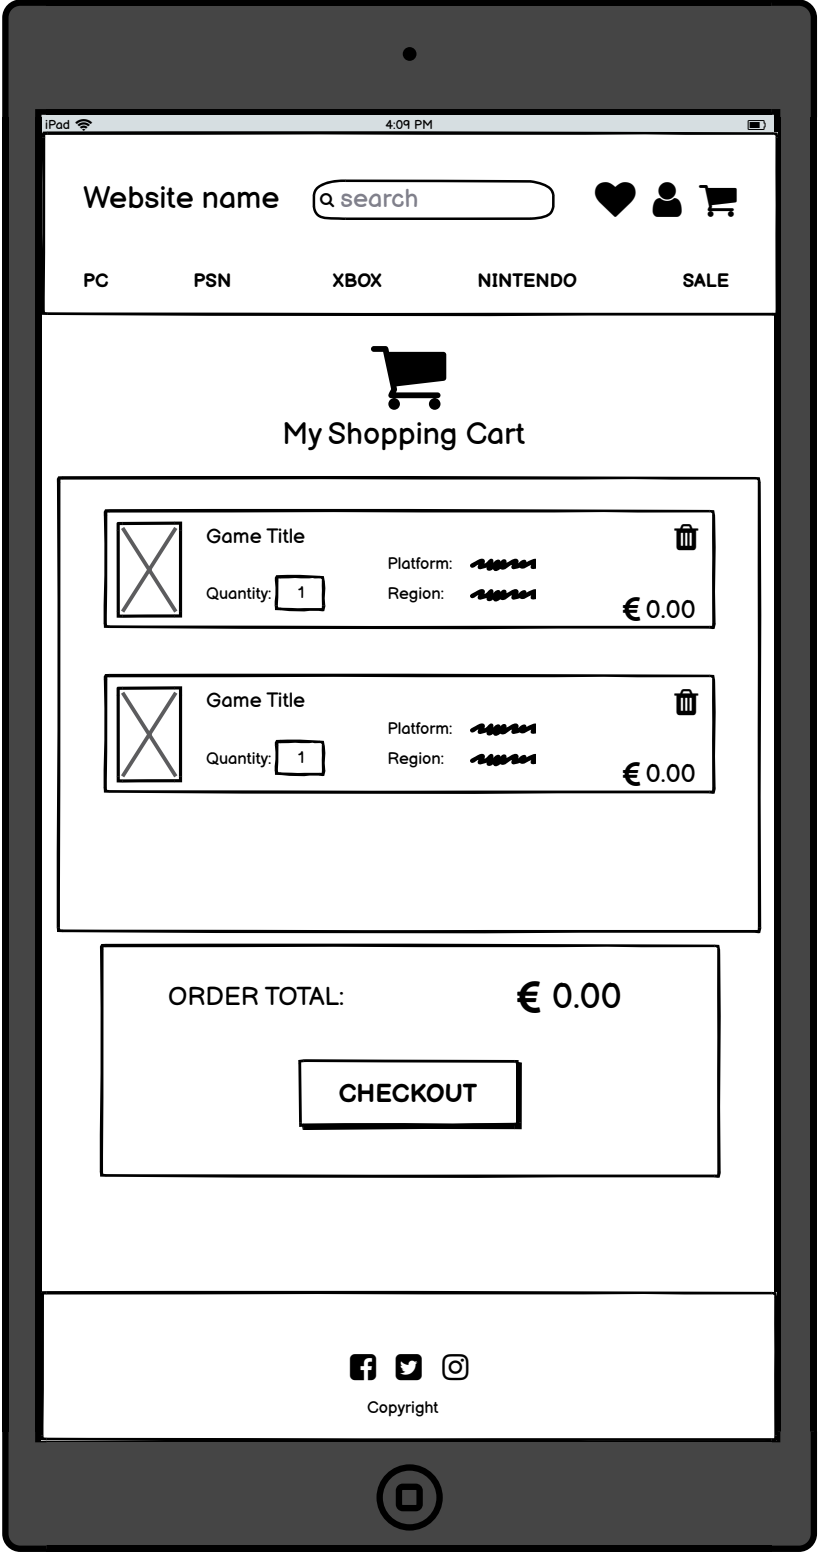 iPad 4:09 PM
Website name search
PC PSN XBOX NINTENDO SALE
My Shopping Cart
Game Title
Platform:
Quantity: 1 Region:
€ 0.00
Game Title
Platform:
Quantity: 1 Region:
€ 0.00
ORDER TOTAL: € 0.00
CHECKOUT
Copyright